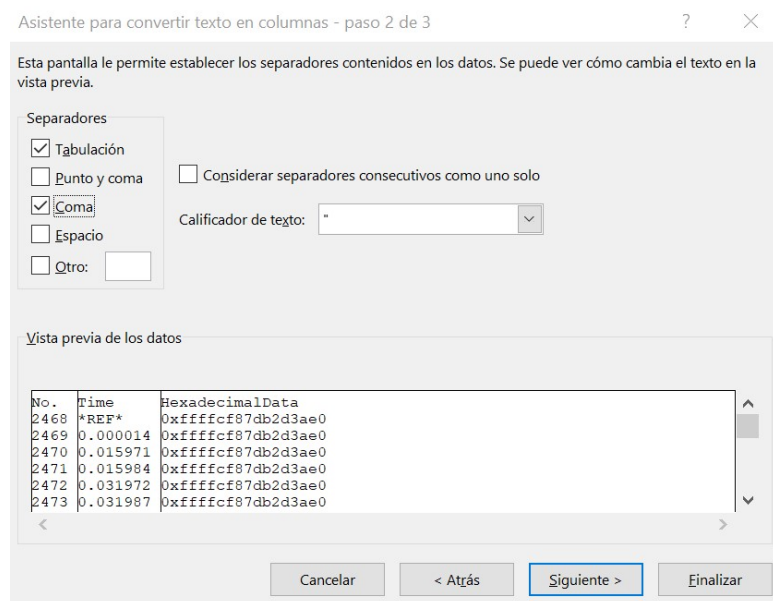 Asistente para convertir texto en columnas - paso 2 de 3 ?
Esta pantalla le permite establecer los separadores contenidos en los datos. Se puede ver cómo cambia el texto en la
vista previa.
Separadores
Tabulación
Punto y coma
Coma
Espacio
Otro:
Considerar separadores consecutivos como uno solo
Calificador de texto: "
Vista previa de los datos
No. Time HexadecimalData
2468 *REF* 0xffffcf87db2d3ae0
2469 0.000014 0xffffcf87db2d3ae0
2470 0.015971 0xffffcf87db2d3ae0
2471 0.015984 0xffffcf87db2d3ae0
2472 0.031972 0xffffcf87db2d3ae0
2473 0.031987 0xffffcf87db2d3ae0
Cancelar < Atrás Siguiente > Finalizar